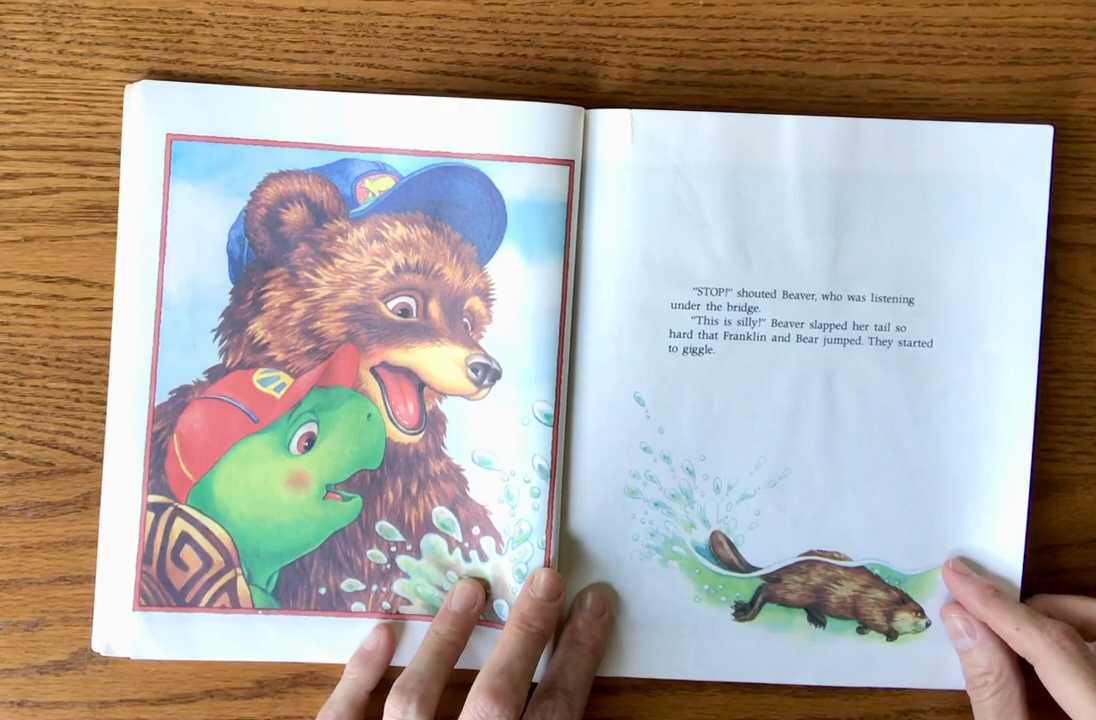 "STOP!" shouted Beaver, who was listening
under the bridge.
"This is silly!" Beaver slapped her tail so
hard that Franklin and Bear jumped. They started
to giggle.